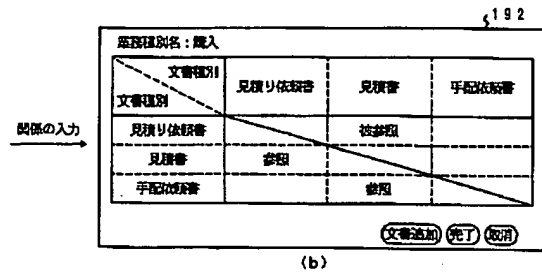 192
業務種別名：購入
文書種別 見積り依頼書 見積書 手配依頼書
文書種別
関係の入力
見積り依頼書 被参照
見積書 参照
手配依頼書 参照
文書追加 完了 取消
(b)